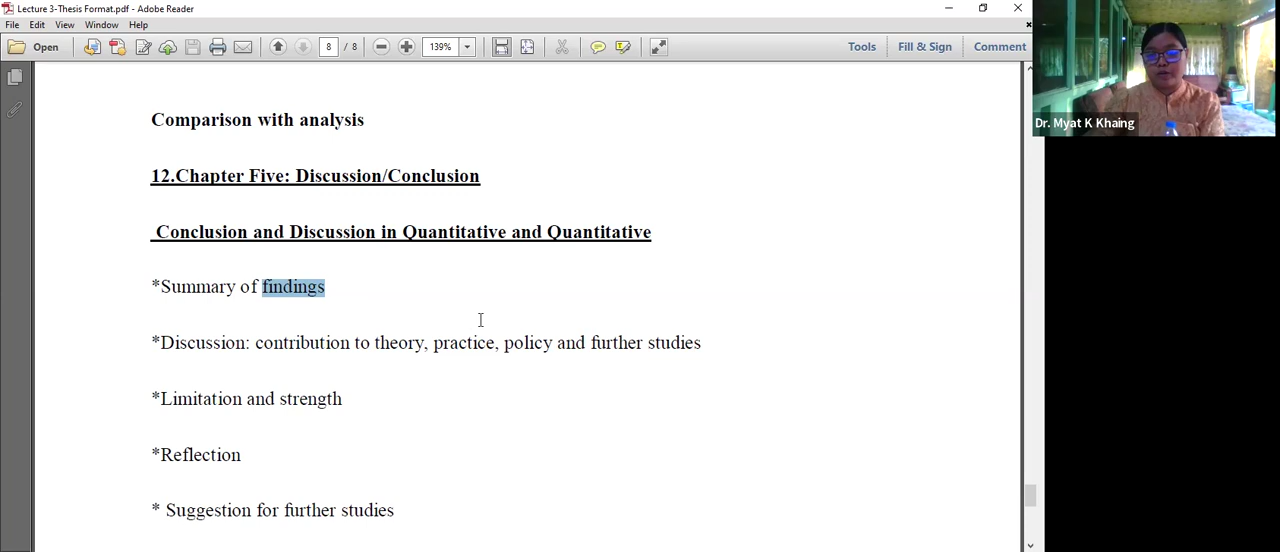 Lecture 3-Thesis Format.pdf - Adobe Reader
File Edit View Window Help
Open 8 / 8 139% Tools Fill & Sign Comment
Dr. Myat K Khaing
Comparison with analysis
12.Chapter Five: Discussion/Conclusion
Conclusion and Discussion in Quantitative and Quantitative
*Summary of findings
*Discussion: contribution to theory, practice, policy and further studies
*Limitation and strength
*Reflection
* Suggestion for further studies